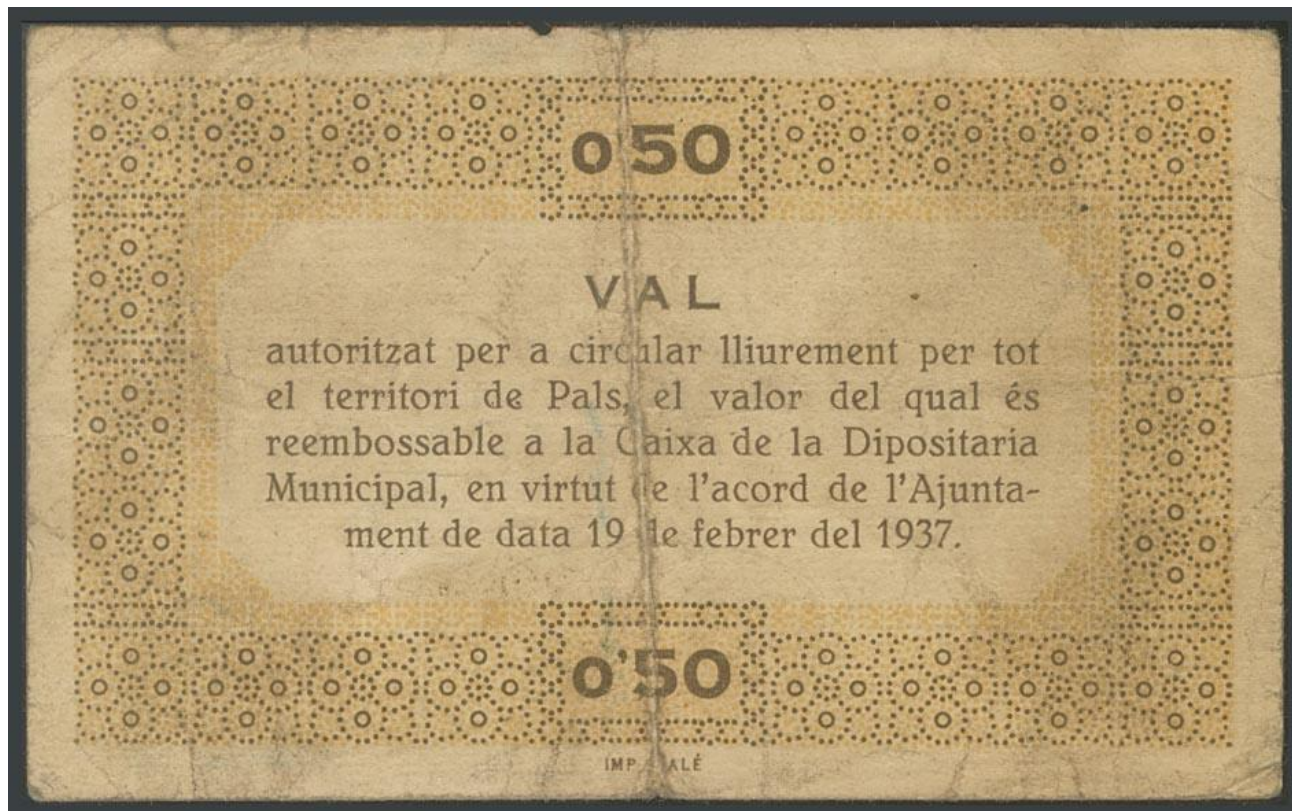 0'50
VAL
autoritzat per a circular lliurement per tot
el territori de Pals, el valor del qual és
reembossable a la Caixa de la Dipositaria
Municipal, en virtut de l'acord de l'Ajunta-
ment de data 19 de febrer del 1937.
0'50
IMP.